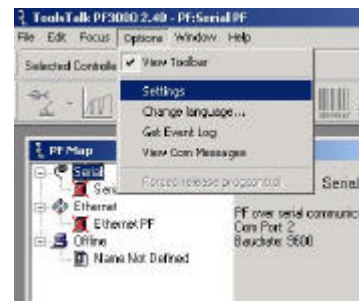 ToolsTalk PF3000 2.40 - PF:Serial PF
File Edit Focus Options Window Help
Selected Controlle
View Toolbar
Settings
Change language...
Get Event Log
View Com Messages
Forced release progcontrol
PF Map
Serial
Ser
Ethernet
Ethernet PF
Offline
Name Not Defined
Serial
PF over serial communic
Com Port: 2
Baudrate: 9600